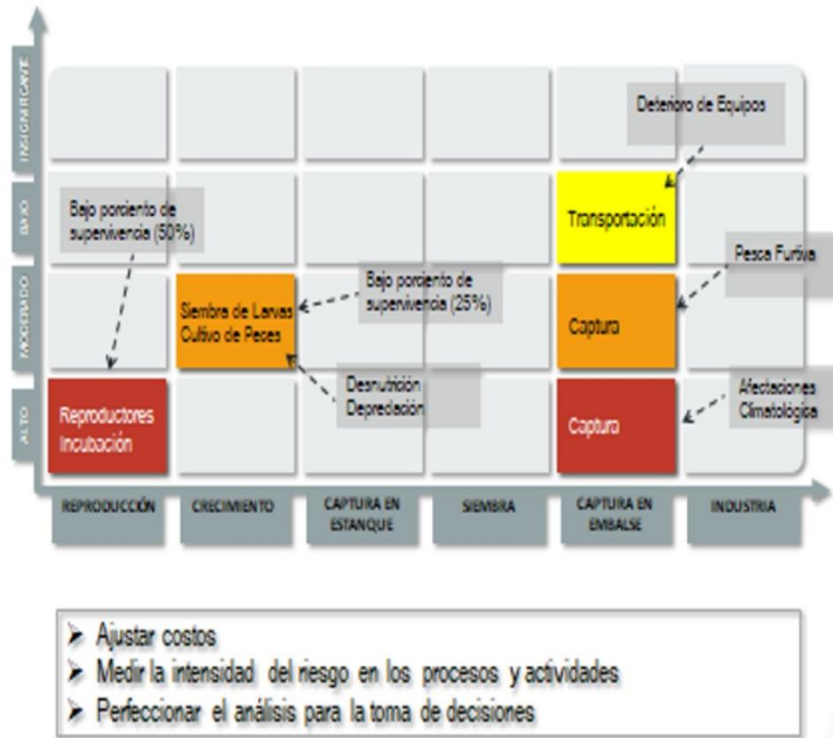 INSIGNIFICANTE
Deterioro de Equipos
BAJO
Bajo porciento de
supervivencia (50%)
Transportación
Pesca Furtiva
MODERADO
Siembra de Larvas
Cultivo de Peces
Bajo porciento de
supervivencia (25%)
Captura
Desnutrición
Depredación
Afectaciones
Climatológica
ALTO
Reproductores
Incubación
Captura
REPRODUCCIÓN
CRECIMIENTO
CAPTURA EN
ESTANQUE
SIEMBRA
CAPTURA EN
EMBALSE
INDUSTRIA
➢ Ajustar costos
➢ Medir la intensidad del riesgo en los procesos y actividades
➢ Perfeccionar el análisis para la toma de decisiones